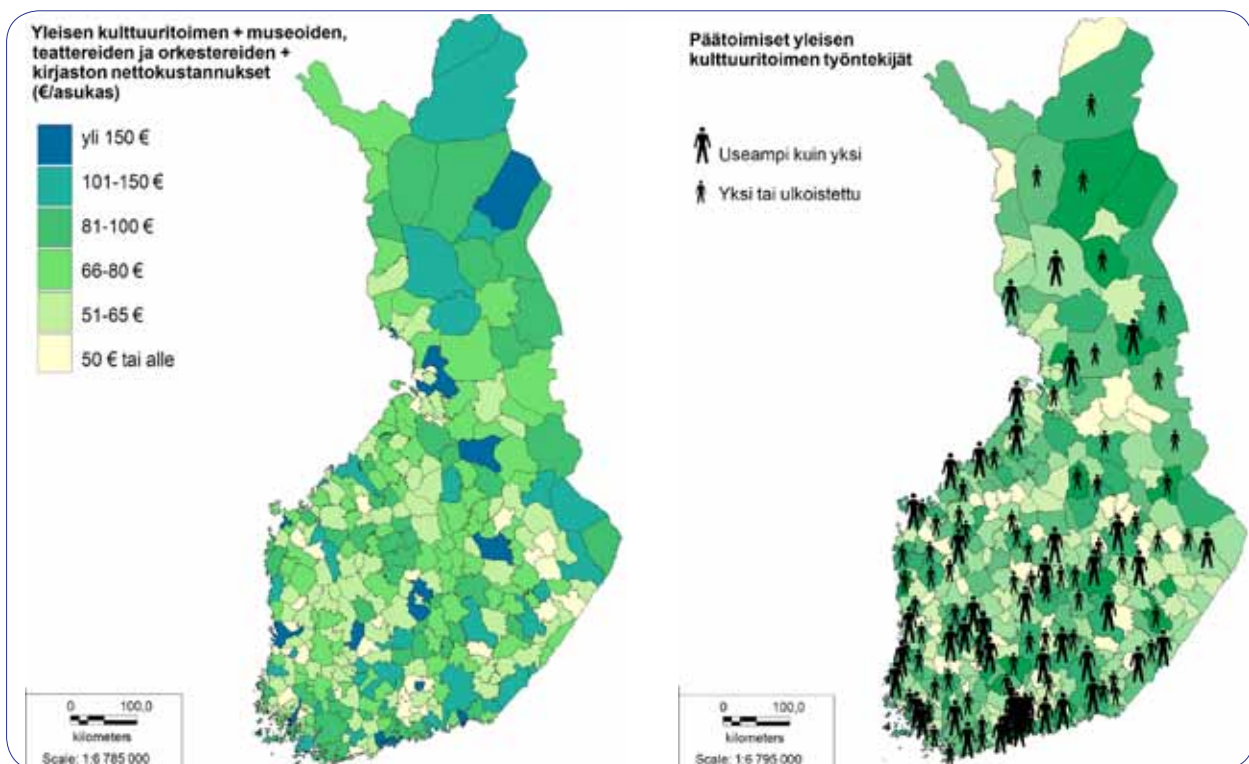 Yleisen kulttuuritoimen + museoiden,
teattereiden ja orkestereiden +
kirjaston nettokustannukset
(€/asukas)
yli 150 €
101-150 €
81-100 €
66-80 €
51-65 €
50 € tai alle
0 100,0
kilometers
Scale: 1:6 785 000
Päätoimiset yleisen
kulttuuritoimen työntekijät
Useampi kuin yksi
Yksi tai ulkoistettu
0 100,0
kilometers
Scale: 1:6 795 000